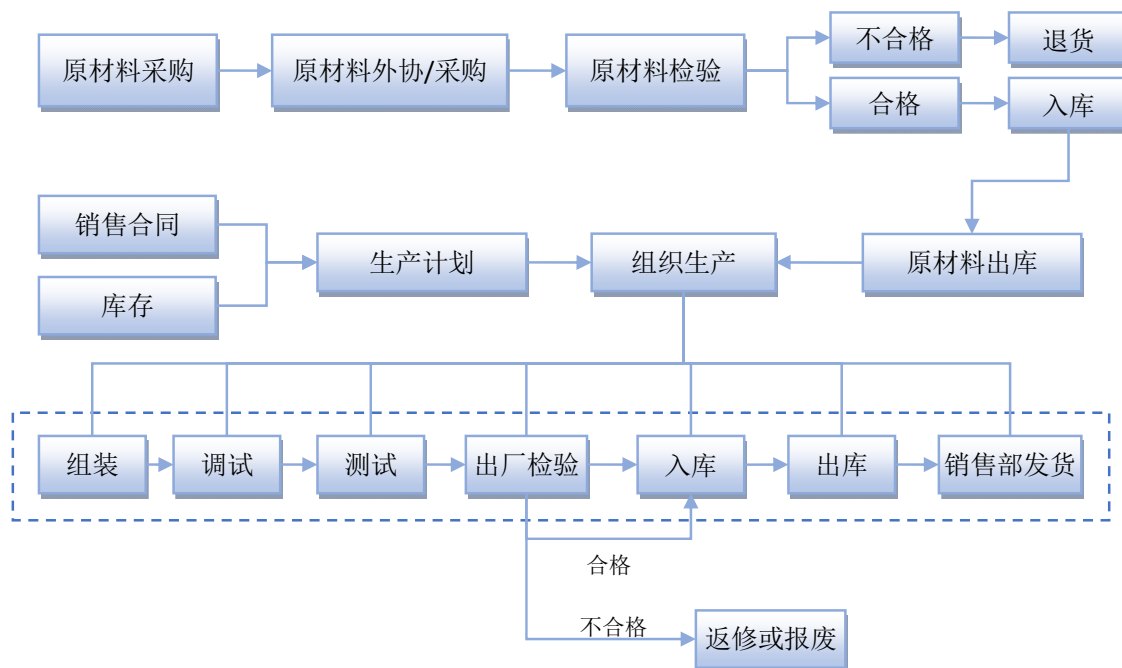 原材料采购
原材料外协/采购
原材料检验
不合格
退货
合格
入库
销售合同
库存
生产计划
组织生产
原材料出库
组装
调试
测试
出厂检验
入库
出库
销售部发货
合格
不合格
返修或报废